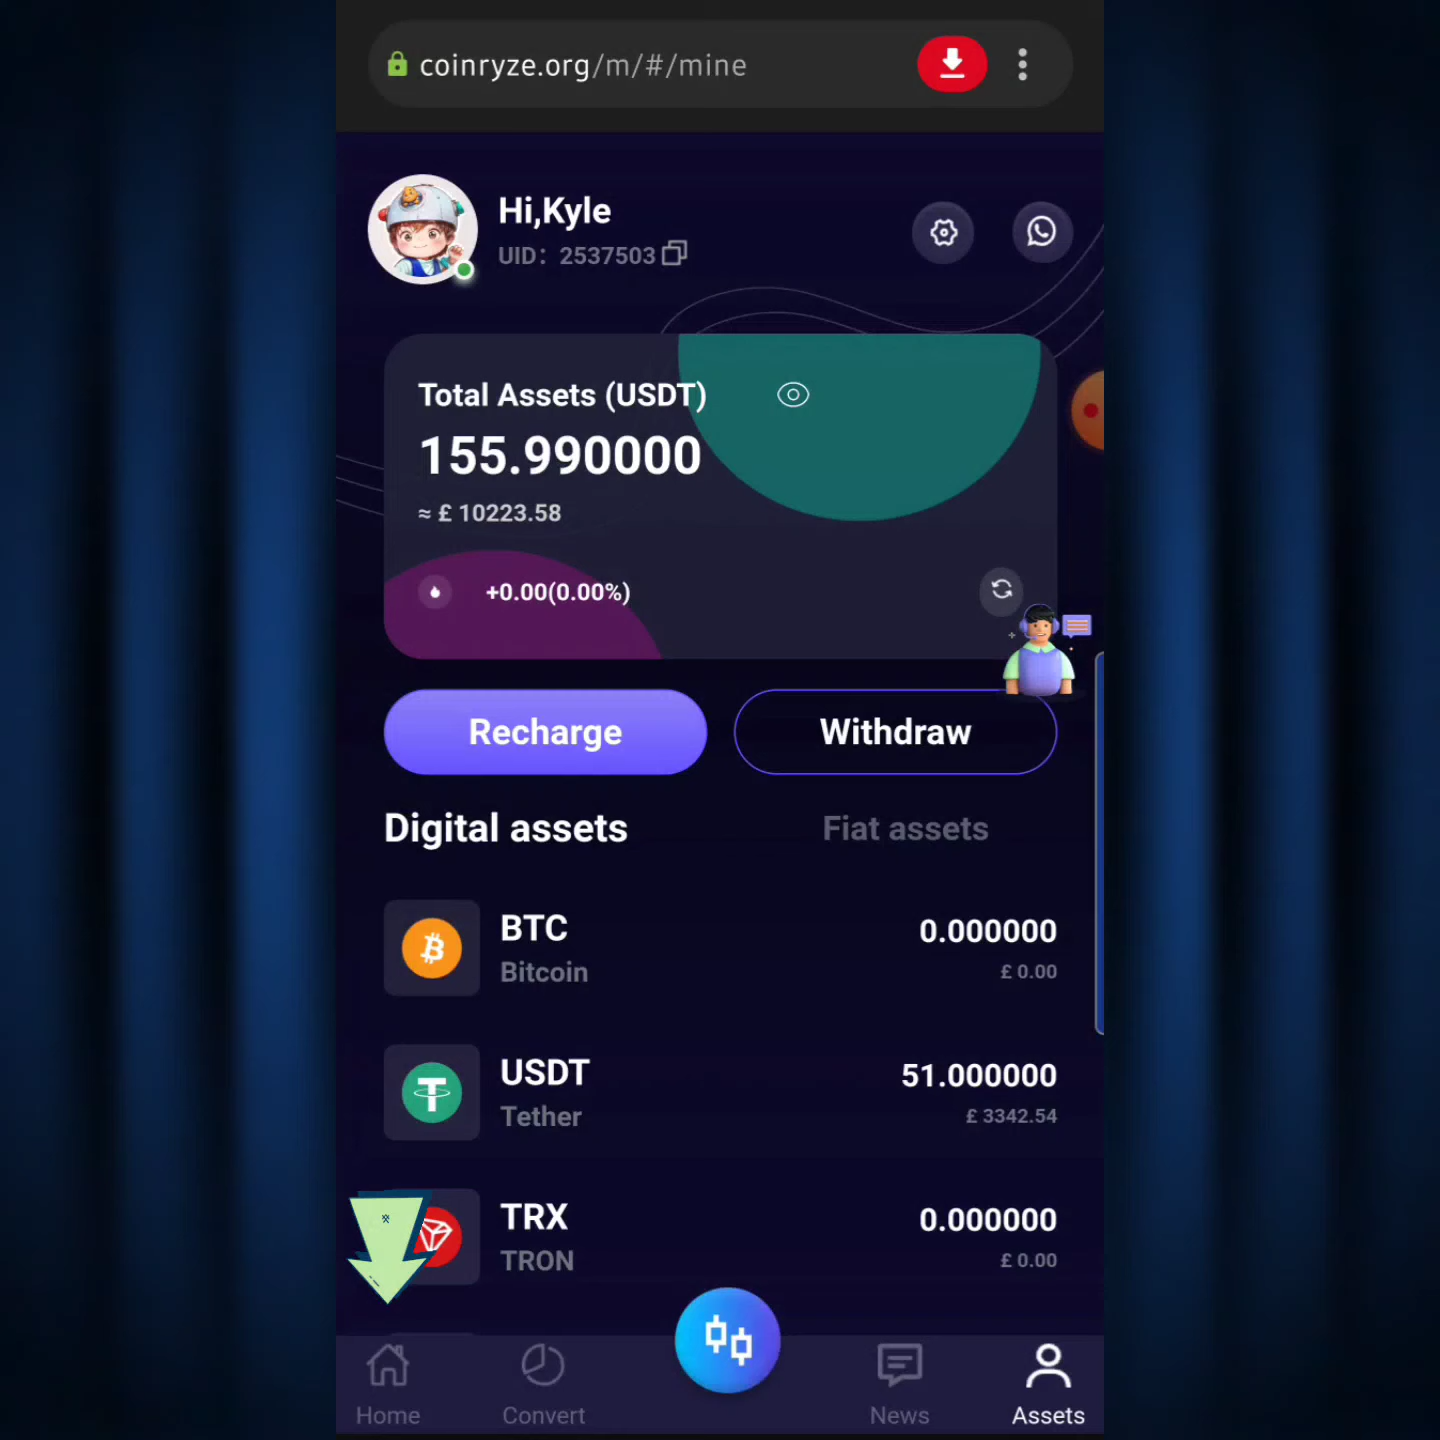 coinryze.org/m/#/mine
Hi,Kyle
UID: 2537503
Total Assets (USDT)
155.990000
≈ £ 10223.58
+0.00(0.00%)
Recharge
Withdraw
Digital assets
Fiat assets
BTC
0.000000
Bitcoin
£ 0.00
USDT
51.000000
Tether
£ 3342.54
TRX
0.000000
TRON
£ 0.00
Home
Convert
News
Assets